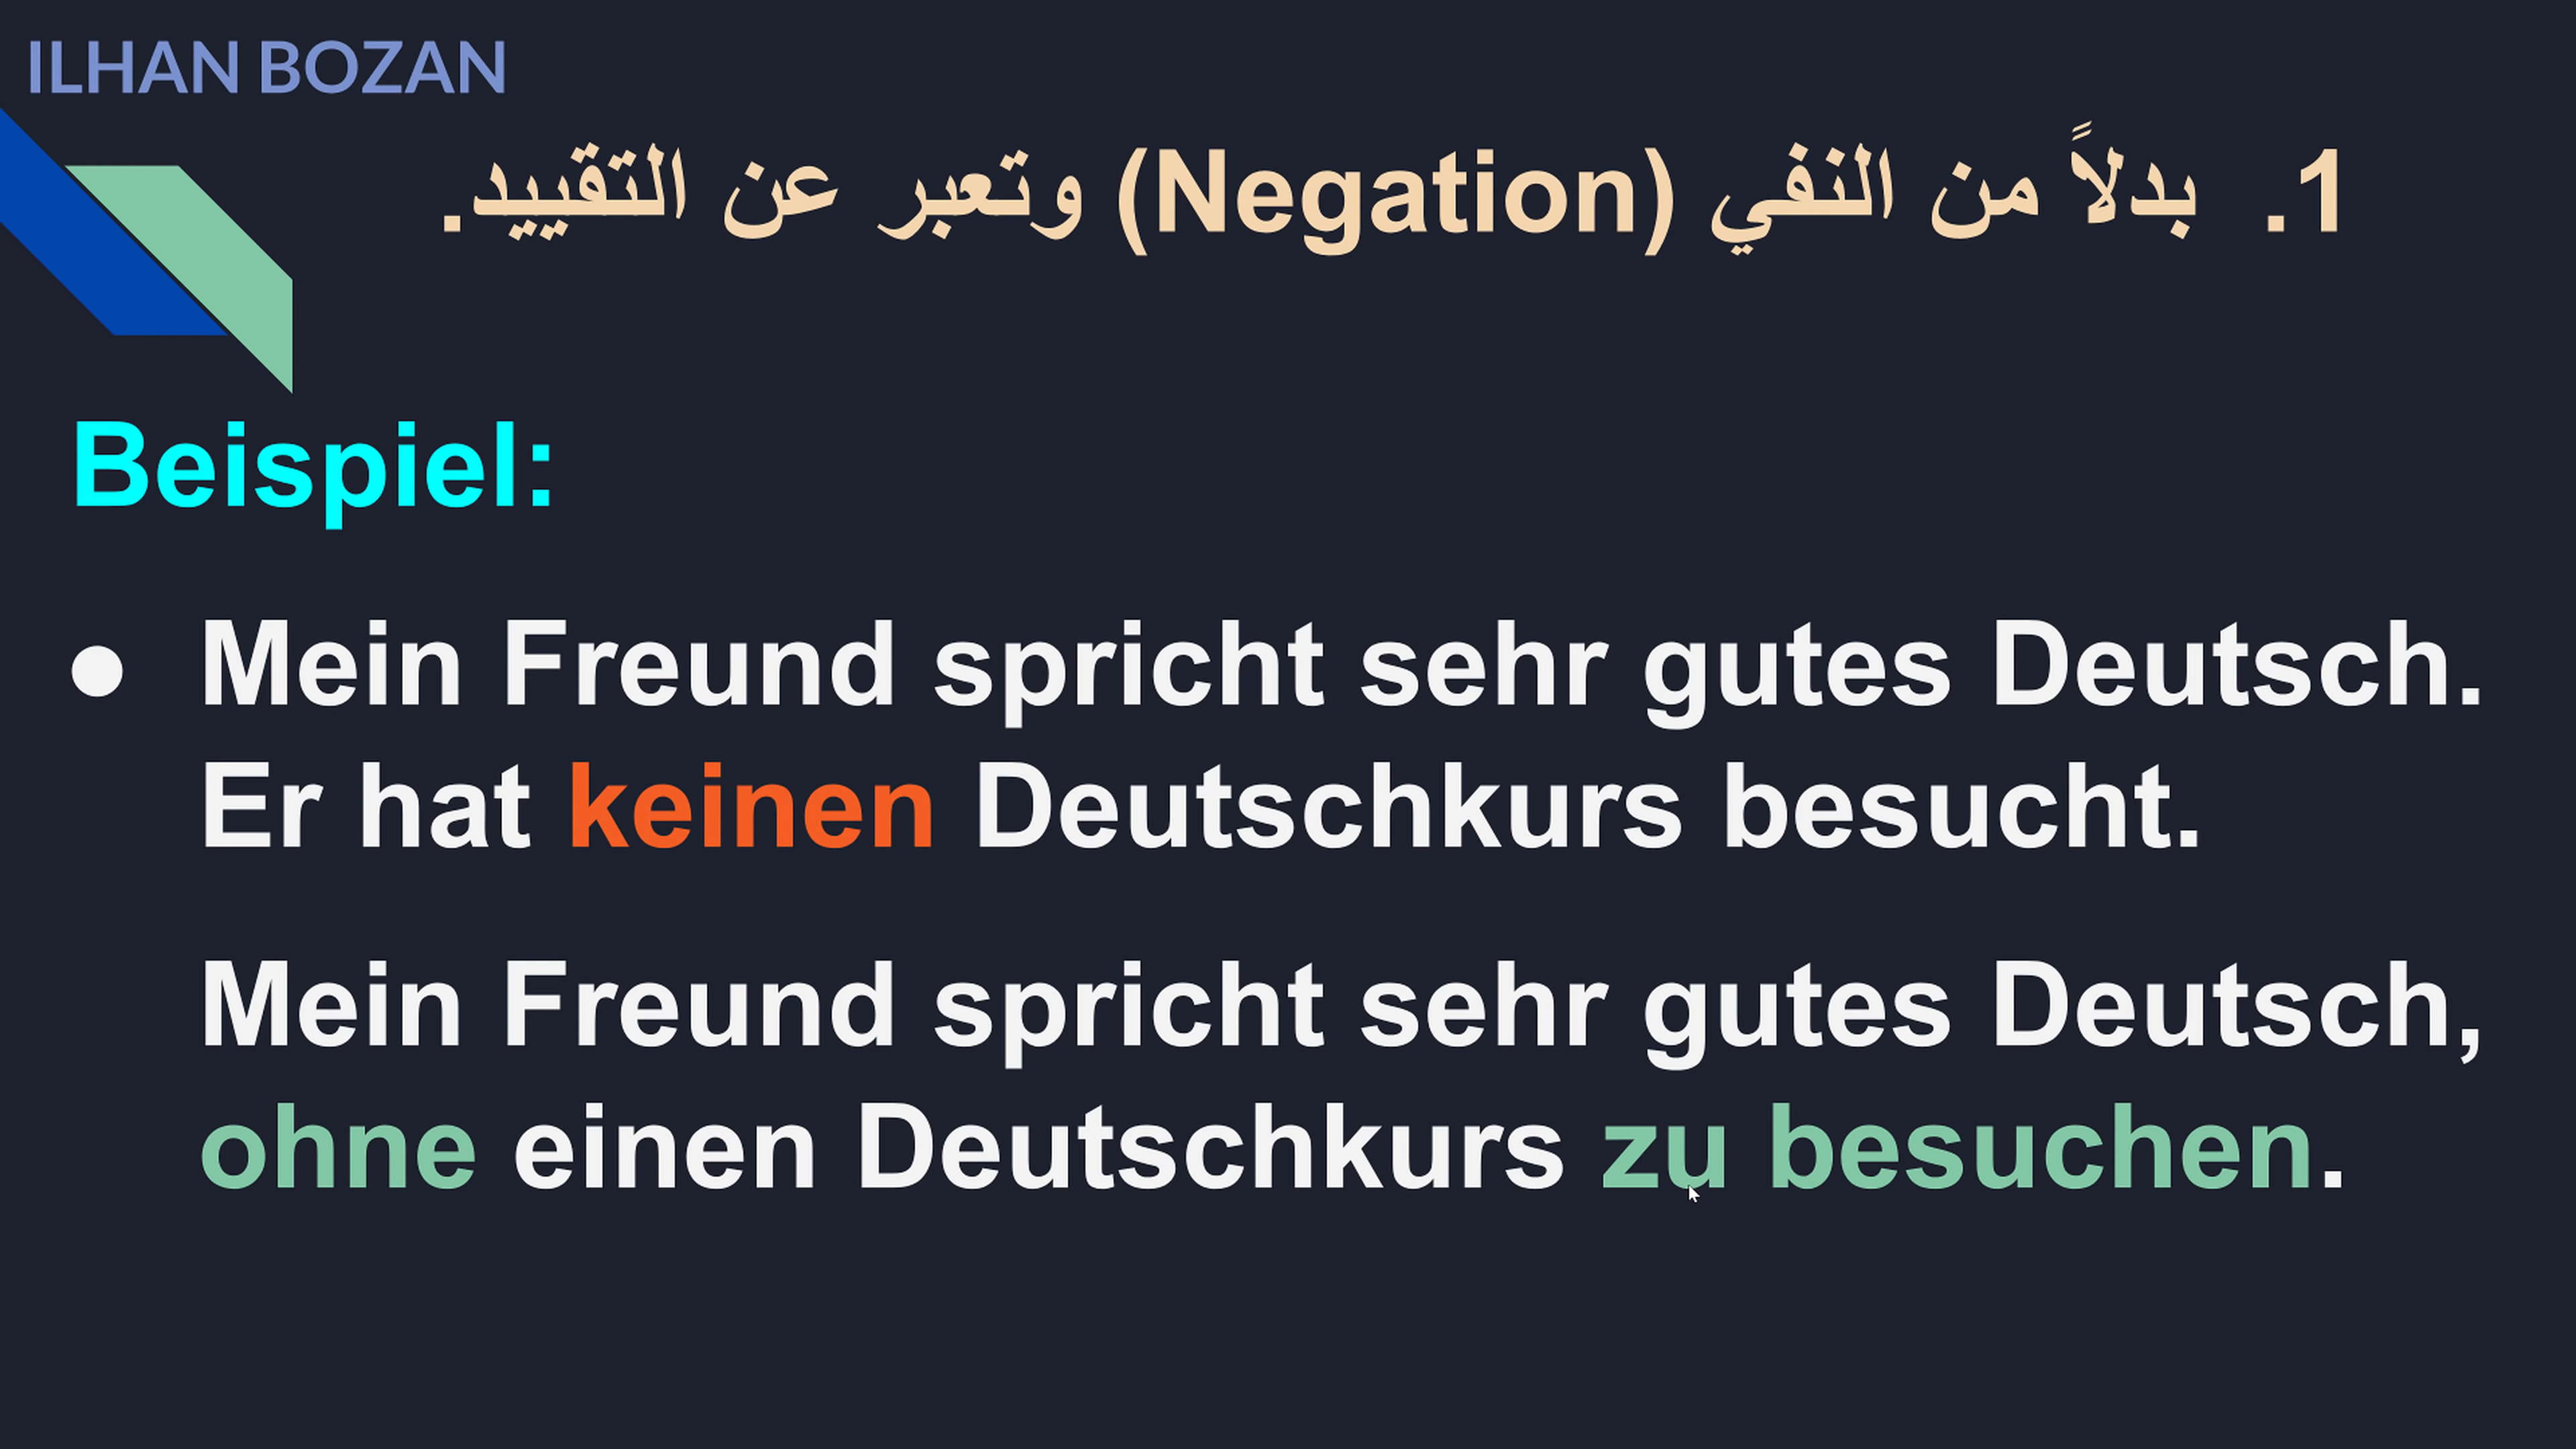 ILHAN BOZAN
1. بدلاً من النفي (Negation) وتعبر عن التقييد.
Beispiel:
● Mein Freund spricht sehr gutes Deutsch.
Er hat keinen Deutschkurs besucht.
Mein Freund spricht sehr gutes Deutsch,
ohne einen Deutschkurs zu besuchen.